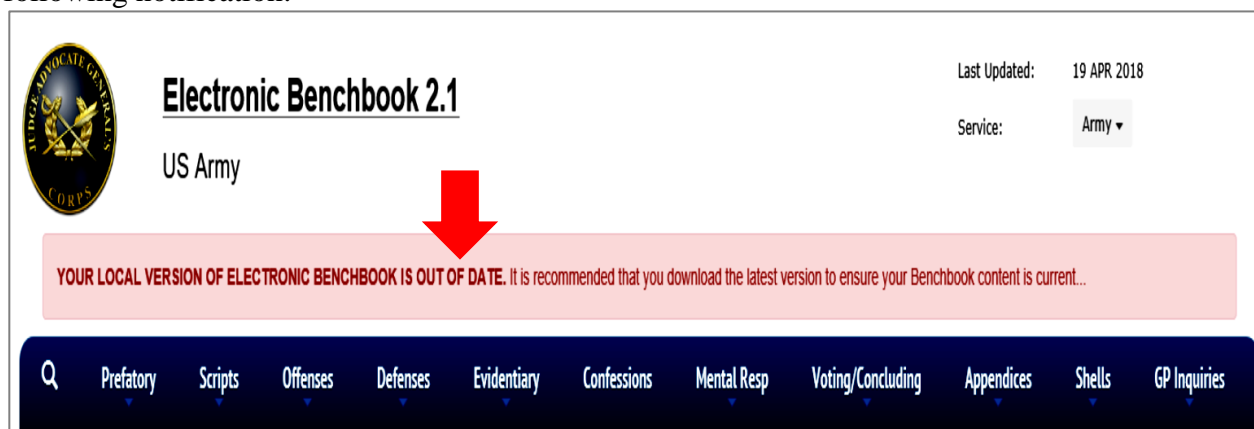 following notification:
JUDGE ADVOCATE GENERAL'S
CORPS
Electronic Benchbook 2.1
US Army
Last Updated: 19 APR 2018
Service: Army
YOUR LOCAL VERSION OF ELECTRONIC BENCHBOOK IS OUT OF DATE. It is recommended that you download the latest version to ensure your Benchbook content is current...
Prefatory Scripts Offenses Defenses Evidentiary Confessions Mental Resp Voting/Concluding Appendices Shells GP Inquiries